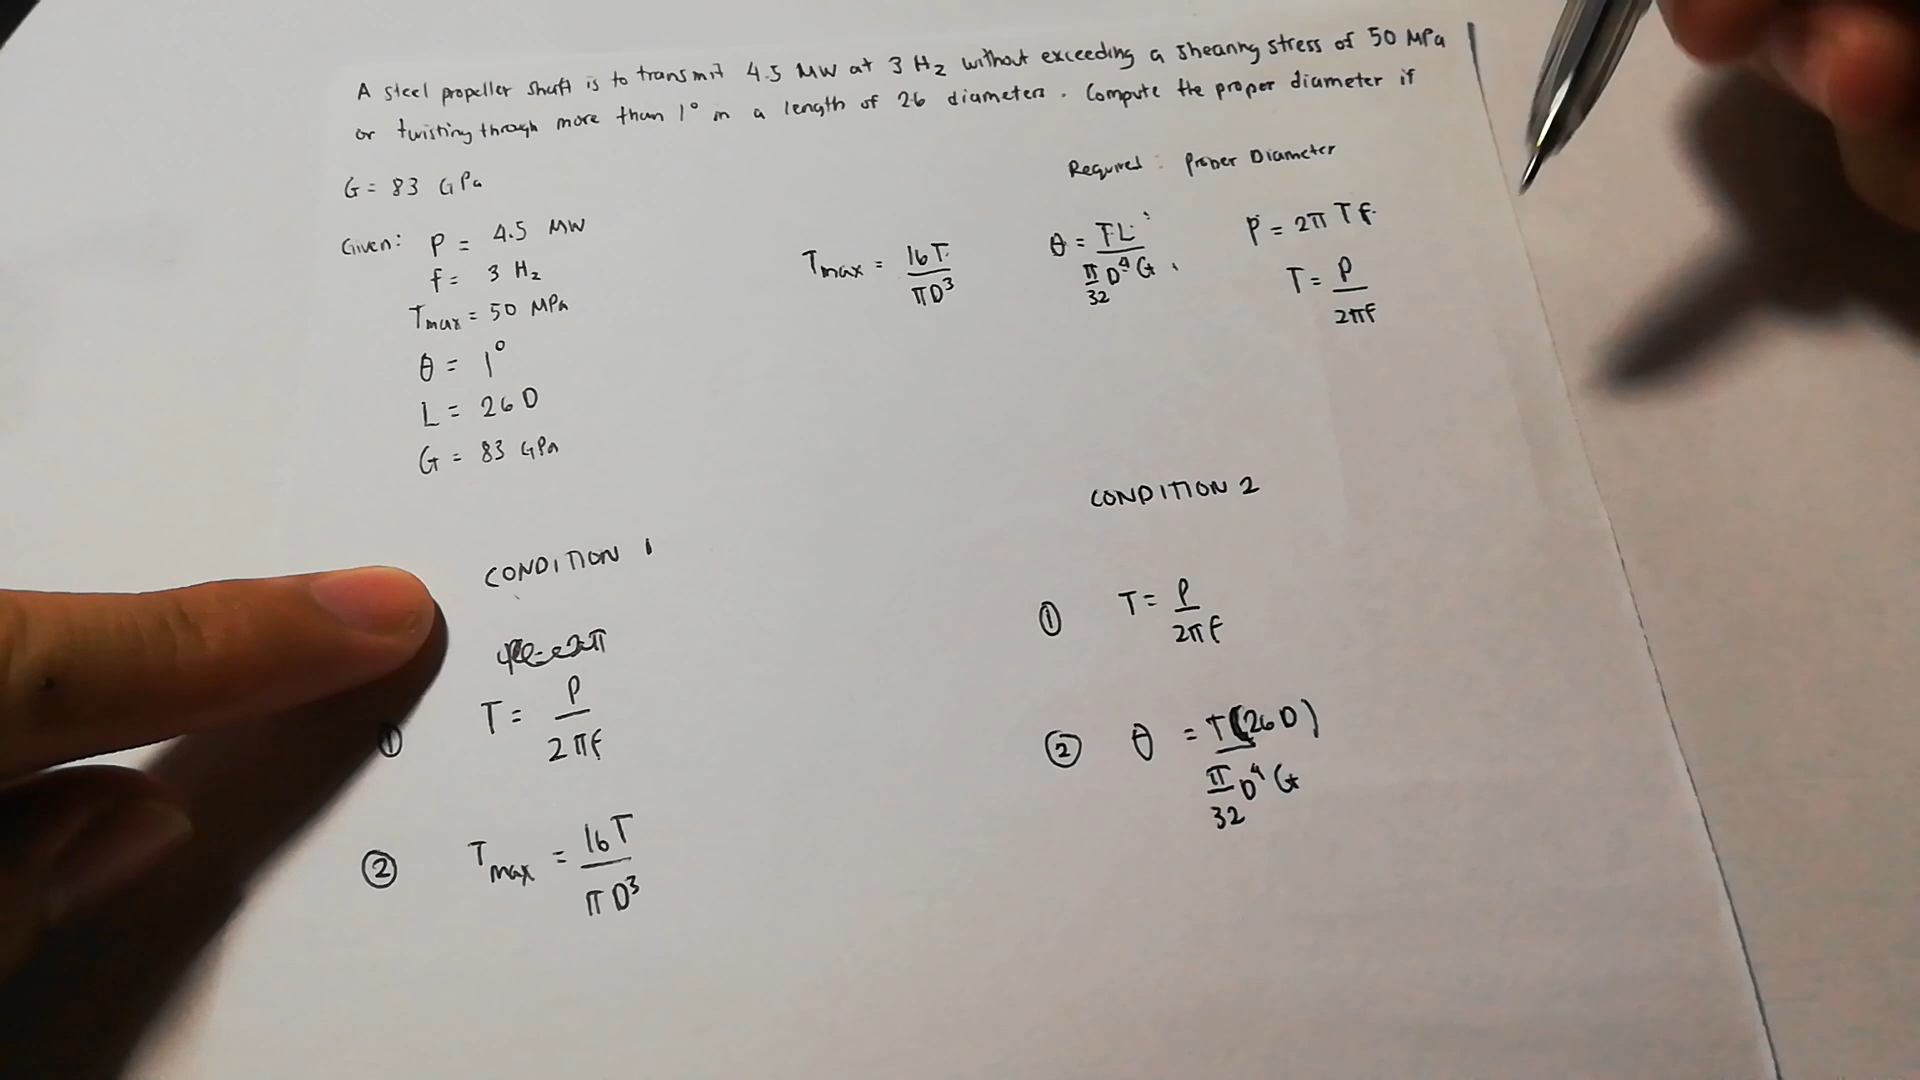 A steel propeller shaft is to transmit 4.5 MW at 3 Hz without exceeding a shearing stress of 50 MPa
or twisting through more than 1° in a length of 26 diameters. Compute the proper diameter if
G = 83 GPa
Required: Proper Diameter
Given: P = 4.5 MW
f = 3 Hz
Tmax = 50 MPa
θ = 1°
L = 26 D
G = 83 GPa
Tmax = 16T / πD³
θ = TL / π/32 D⁴ G
P = 2π T f
T = P / 2πf
CONDITION 1
① T = P / 2πf
② Tmax = 16T / πD³
CONDITION 2
① T = P / 2πf
② θ = T(26D) / π/32 D⁴ G